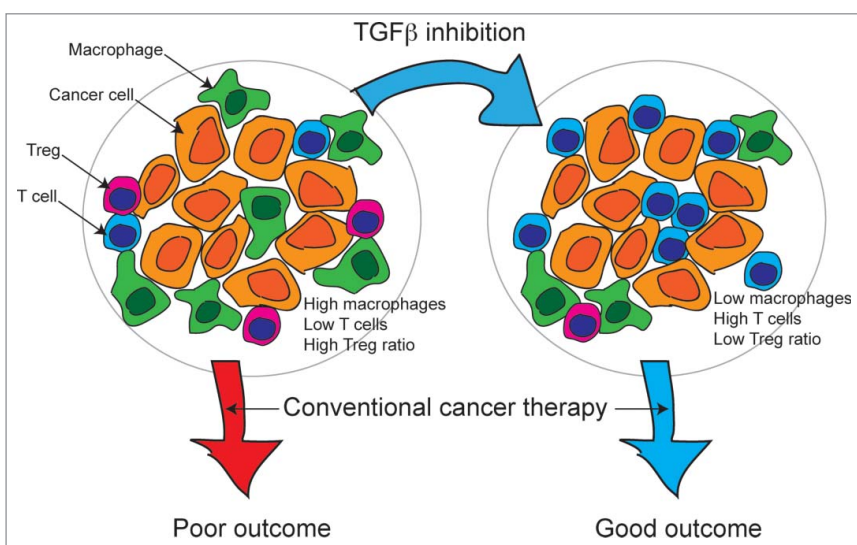 TGFβ inhibition
Macrophage
Cancer cell
Treg
T cell
High macrophages
Low T cells
High Treg ratio
Low macrophages
High T cells
Low Treg ratio
Conventional cancer therapy
Poor outcome
Good outcome